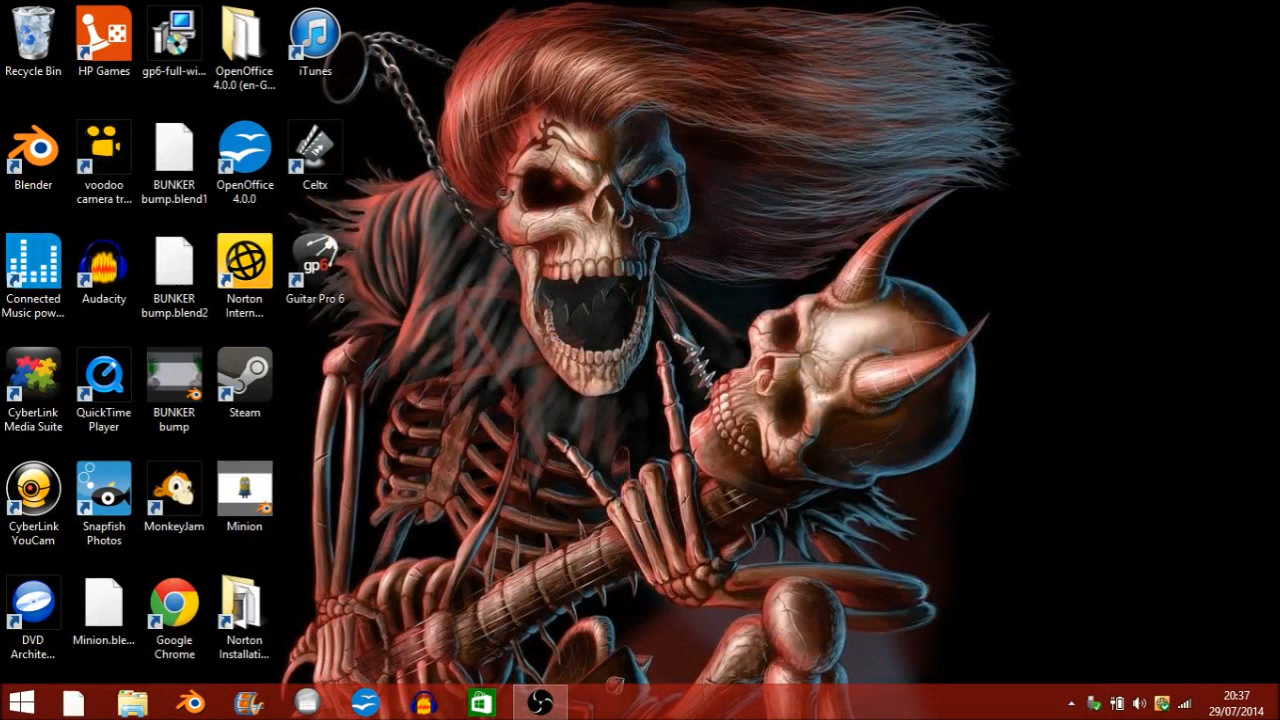 Recycle Bin
HP Games
gp6-full-wi...
OpenOffice
4.0.0 (en-G...
iTunes
Blender
voodoo
camera tr...
BUNKER
bump.blend1
OpenOffice
4.0.0
Celtx
Connected
Music pow...
Audacity
BUNKER
bump.blend2
Norton
Intern...
gp6
Guitar Pro 6
CyberLink
Media Suite
QuickTime
Player
BUNKER
bump
Steam
CyberLink
YouCam
Snapfish
Photos
MonkeyJam
Minion
DVD
Archite...
Minion.ble...
Google
Chrome
Norton
Installati...
20:37
29/07/2014